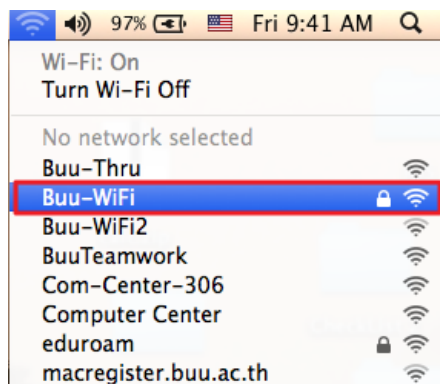 97% Fri 9:41 AM
Wi-Fi: On
Turn Wi-Fi Off
No network selected
Buu-Thru
Buu-WiFi
Buu-WiFi2
BuuTeamwork
Com-Center-306
Computer Center
eduroam
macregister.buu.ac.th